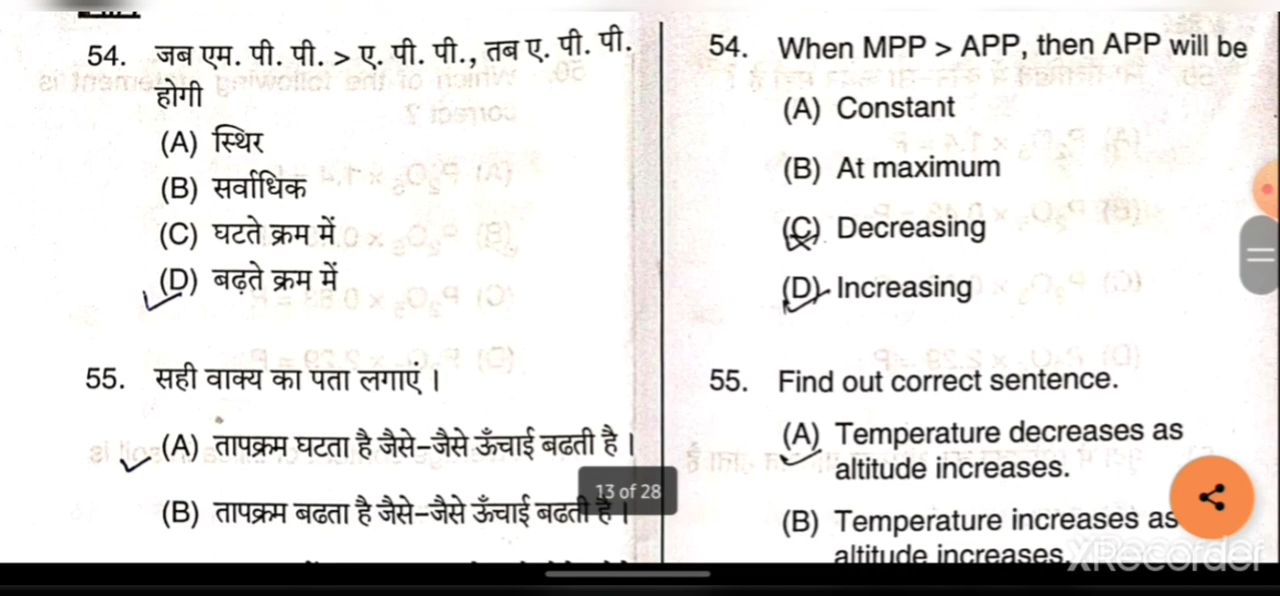 54. जब एम. पी. पी. > ए. पी. पी., तब ए. पी. पी.
होगी
(A) स्थिर
(B) सर्वाधिक
(C) घटते क्रम में
(D) बढ़ते क्रम में
55. सही वाक्य का पता लगाएं ।
(A) तापक्रम घटता है जैसे-जैसे ऊँचाई बढती है ।
(B) तापक्रम बढता है जैसे-जैसे ऊँचाई बढती है ।
54. When MPP > APP, then APP will be
(A) Constant
(B) At maximum
(C) Decreasing
(D) Increasing
55. Find out correct sentence.
(A) Temperature decreases as
altitude increases.
(B) Temperature increases as
altitude increases.
13 of 28
XRecorder